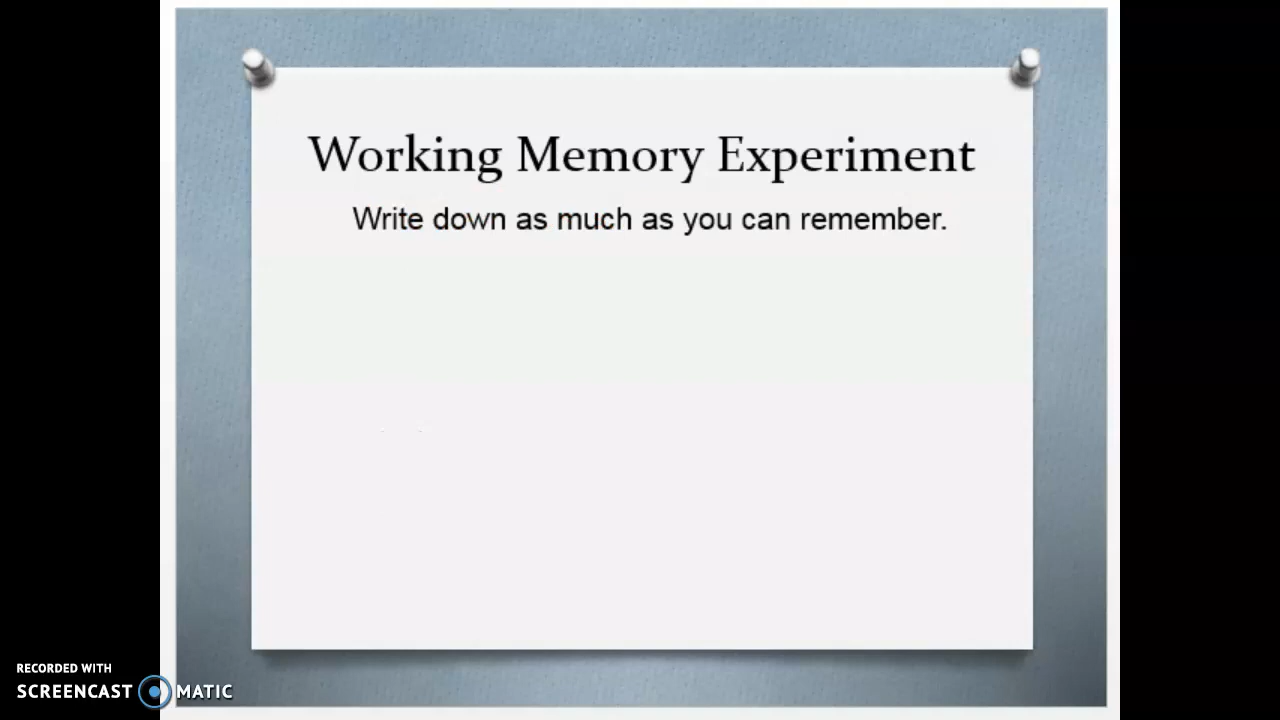 Working Memory Experiment
Write down as much as you can remember.
RECORDED WITH
SCREENCAST MATIC